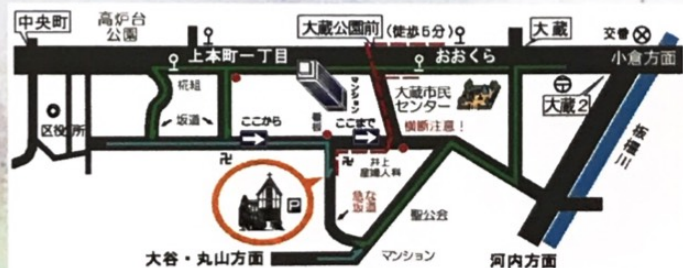 中央町
高炉台
公園
大蔵公園前
(徒歩5分)
大蔵
交番
上本町一丁目
おおくら
小倉方面
糀組
マンション
大蔵市民
センター
大蔵2
区役所
坂道
ここから
看板
ここまで
横断注意!
板櫃川
井上
産婦人科
P
急な
坂道
聖公会
大谷・丸山方面
マンション
河内方面